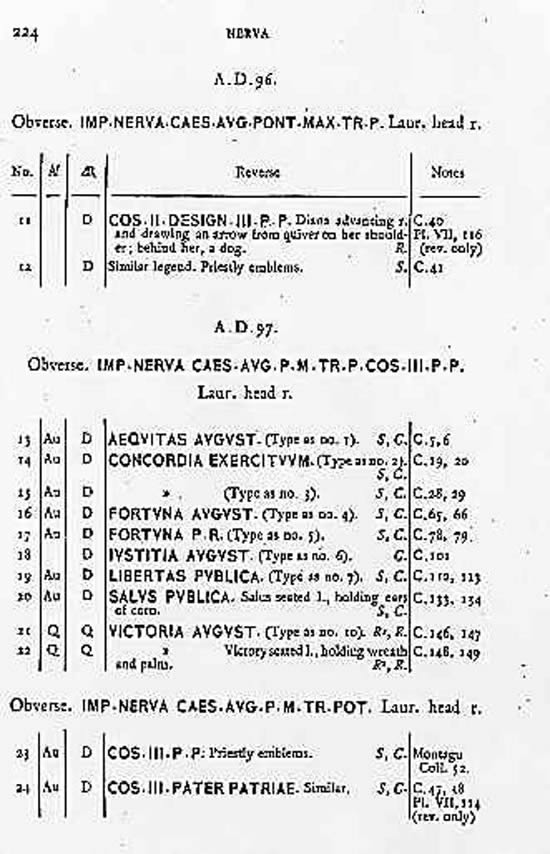 224 NERVA
A.D.96.
Obverse. IMP·NERVA·CAES·AVG·PONT·MAX·TR·P. Laur. head r.
No. AV AR Reverse Notes
11 D COS·II·DESIGN·III·P·P. Diana advancing r. C.40
and drawing an arrow from quiver on her should- Pl. VII, 116
er; behind her, a dog. R. (rev. only)
12 D Similar legend. Priestly emblems. S. C.41
A.D.97.
Obverse. IMP·NERVA CAES·AVG·P·M·TR·P·COS·III·P·P.
Laur. head r.
13 Au D AEQVITAS AVGVST. (Type as no. 1). S, C. C.5,6
14 Au D CONCORDIA EXERCITVVM. (Type as no. 2). C.19, 20
S, C.
15 Au D » (Type as no. 3). S, C. C.28, 29
16 Au D FORTVNA AVGVST. (Type as no. 4). S, C. C.65, 66
17 Au D FORTVNA P.R. (Type as no. 5). S, C. C.78, 79.
18 D IVSTITIA AVGVST. (Type as no. 6). C. C.101
19 Au D LIBERTAS PVBLICA. (Type as no. 7). S, C. C.110, 113
20 Au D SALVS PVBLICA. Salus seated l., holding ears C.133, 134
of corn. S, C.
21 Q Q VICTORIA AVGVST. (Type as no. 10). R², R. C.146, 147
22 Q Q » Victory seated l., holding wreath C.148, 149
and palm. R², R.
Obverse. IMP·NERVA CAES·AVG·P·M·TR·POT. Laur. head r.
23 Au D COS·III·P·P. Priestly emblems. S, C. Montagu
Coll. 52.
24 Au D COS·III·PATER PATRIAE. Similar. S, C. C.47, 48
Pl. VII, 114
(rev. only)